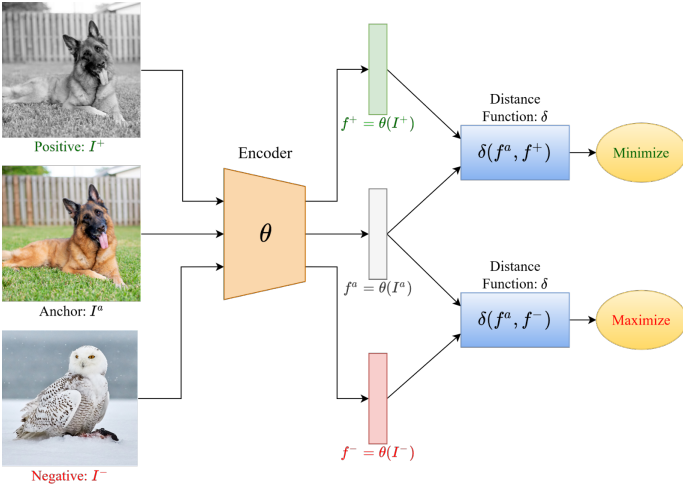 Positive: I⁺
Encoder
θ
Anchor: Iᵃ
Negative: I⁻
f⁺ = θ(I⁺)
fᵃ = θ(Iᵃ)
f⁻ = θ(I⁻)
Distance
Function: δ
δ(fᵃ, f⁺)
Minimize
Distance
Function: δ
δ(fᵃ, f⁻)
Maximize